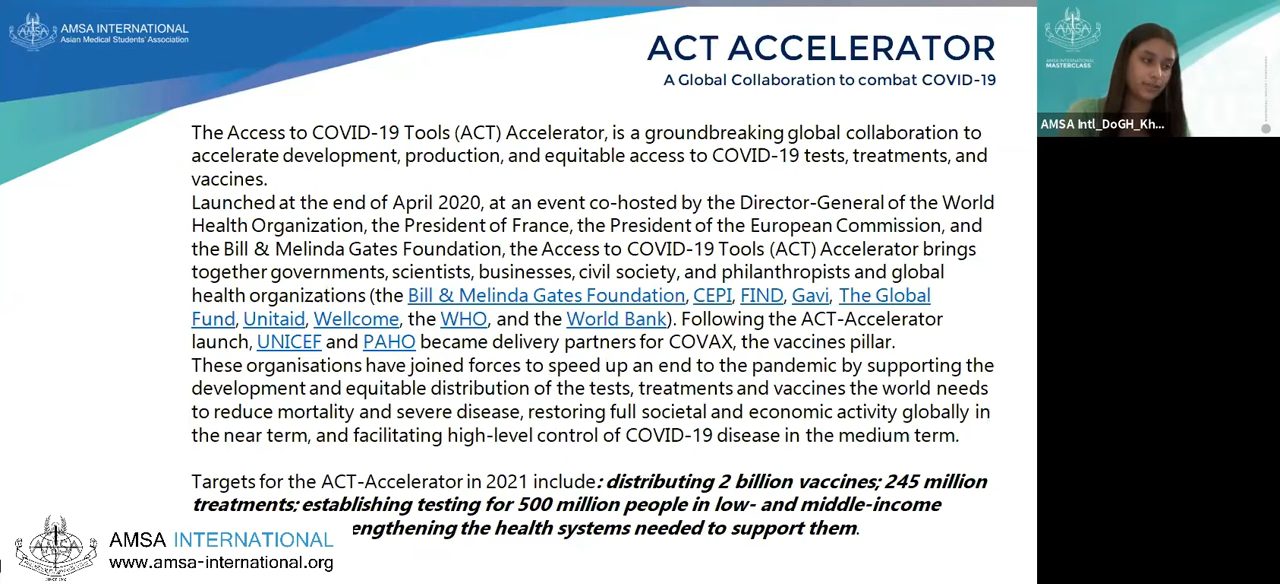 AMSA INTERNATIONAL
Asian Medical Students' Association
ACT ACCELERATOR
A Global Collaboration to combat COVID-19
AMSA INTERNATIONAL
MASTERCLASS
AMSA Intl_DoGH_Kh...
The Access to COVID-19 Tools (ACT) Accelerator, is a groundbreaking global collaboration to
accelerate development, production, and equitable access to COVID-19 tests, treatments, and
vaccines.
Launched at the end of April 2020, at an event co-hosted by the Director-General of the World
Health Organization, the President of France, the President of the European Commission, and
the Bill & Melinda Gates Foundation, the Access to COVID-19 Tools (ACT) Accelerator brings
together governments, scientists, businesses, civil society, and philanthropists and global
health organizations (the Bill & Melinda Gates Foundation, CEPI, FIND, Gavi, The Global
Fund, Unitaid, Wellcome, the WHO, and the World Bank). Following the ACT-Accelerator
launch, UNICEF and PAHO became delivery partners for COVAX, the vaccines pillar.
These organisations have joined forces to speed up an end to the pandemic by supporting the
development and equitable distribution of the tests, treatments and vaccines the world needs
to reduce mortality and severe disease, restoring full societal and economic activity globally in
the near term, and facilitating high-level control of COVID-19 disease in the medium term.
Targets for the ACT-Accelerator in 2021 include: distributing 2 billion vaccines; 245 million
treatments; establishing testing for 500 million people in low- and middle-income
engthening the health systems needed to support them.
AMSA INTERNATIONAL
www.amsa-international.org